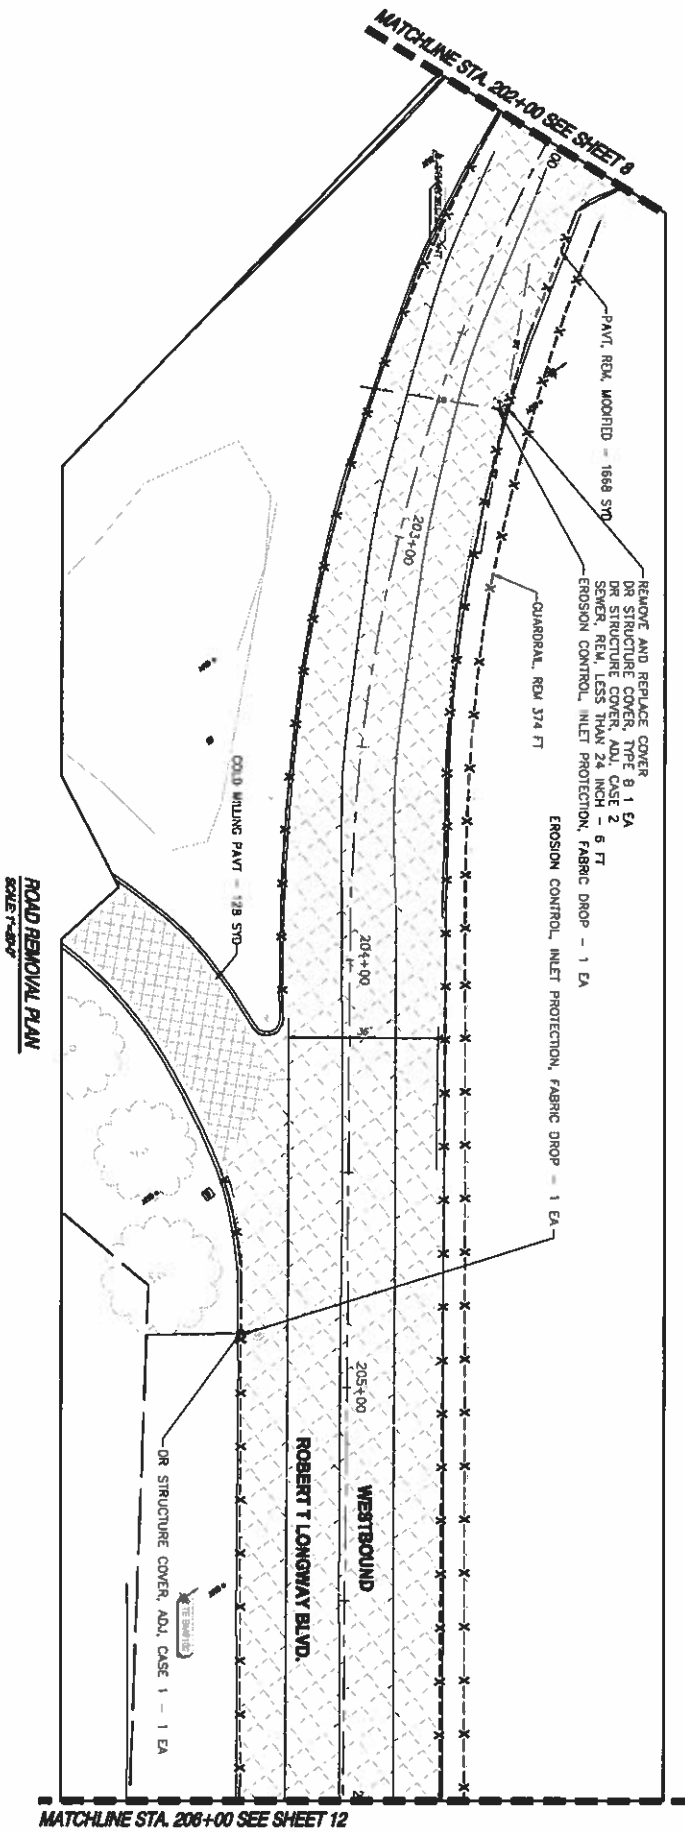 MATCHLINE STA. 202+00 SEE SHEET 8
PAVT, REM, MODIFIED - 1668 SYD
REMOVE AND REPLACE COVER
DR STRUCTURE COVER, TYPE B 1 EA
DR STRUCTURE COVER, ADJ, CASE 2
SEWER, REM, LESS THAN 24 INCH - 6 FT
EROSION CONTROL, INLET PROTECTION, FABRIC DROP - 1 EA
GUARDRAIL, REM 374 FT
EROSION CONTROL, INLET PROTECTION, FABRIC DROP - 1 EA
203+00
204+00
205+00
COLD MILLING PAVT - 128 SYD
WESTBOUND
ROBERT T LONGWAY BLVD.
DR STRUCTURE COVER, ADJ, CASE 1 - 1 EA
ROAD REMOVAL PLAN
MATCHLINE STA. 206+00 SEE SHEET 12